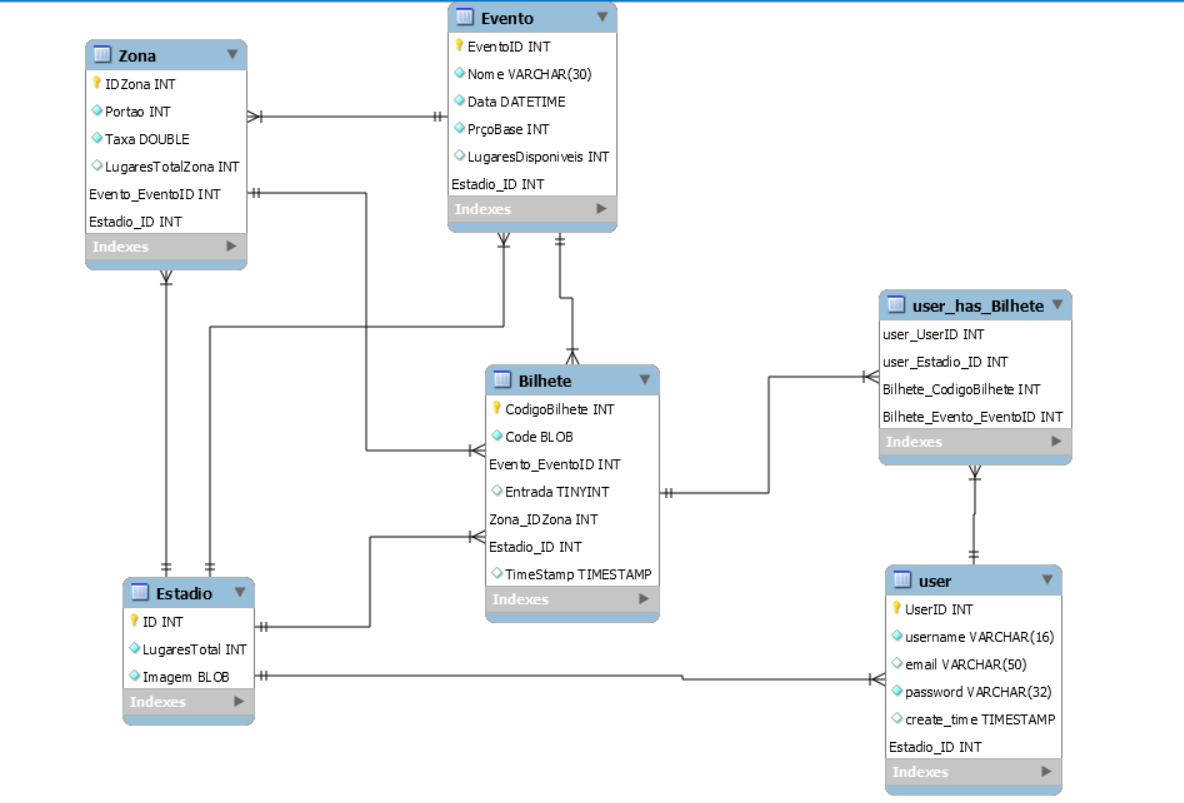 Evento
EventoID INT
Nome VARCHAR(30)
Data DATETIME
PrçoBase INT
LugaresDisponiveis INT
Estadio_ID INT
Indexes
Zona
IDZona INT
Portao INT
Taxa DOUBLE
LugaresTotalZona INT
Evento_EventoID INT
Estadio_ID INT
Indexes
user_has_Bilhete
user_UserID INT
user_Estadio_ID INT
Bilhete_CodigoBilhete INT
Bilhete_Evento_EventoID INT
Indexes
Bilhete
CodigoBilhete INT
Code BLOB
Evento_EventoID INT
Entrada TINYINT
Zona_IDZona INT
Estadio_ID INT
TimeStamp TIMESTAMP
Indexes
Estadio
ID INT
LugaresTotal INT
Imagem BLOB
Indexes
user
UserID INT
username VARCHAR(16)
email VARCHAR(50)
password VARCHAR(32)
create_time TIMESTAMP
Estadio_ID INT
Indexes